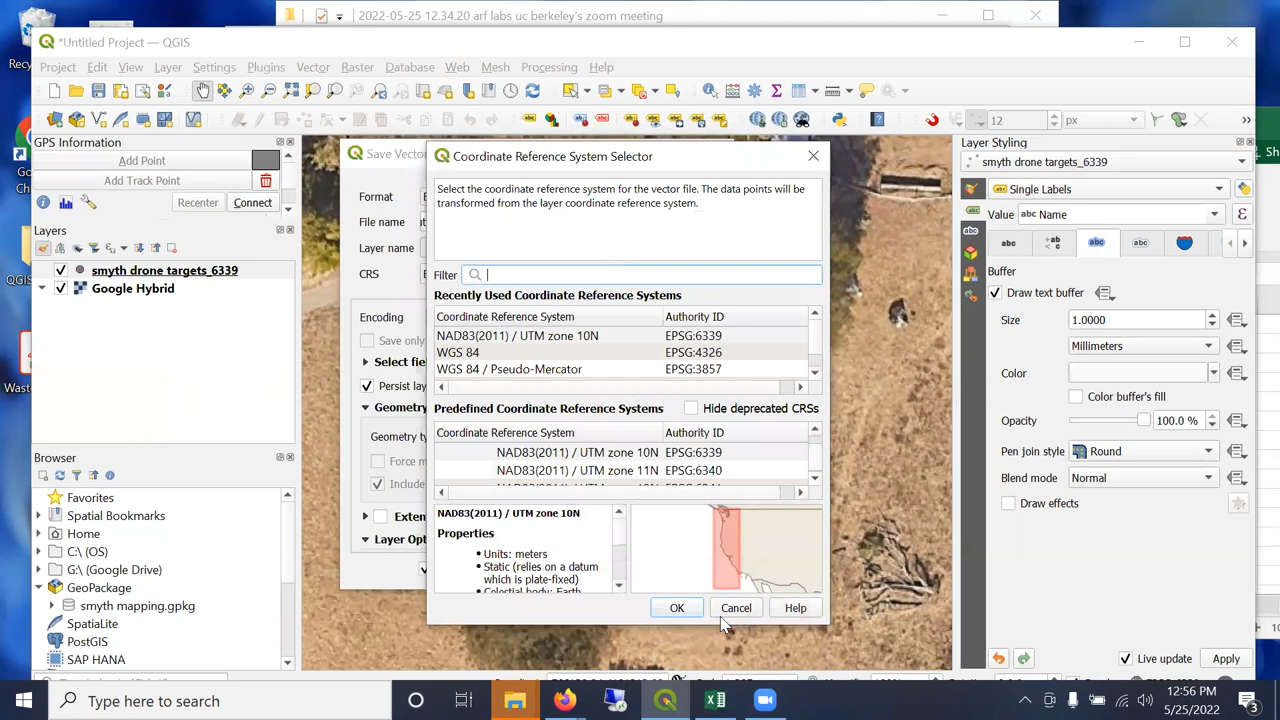 2022-05-25 12.34.20 arf labs uc berkeley's zoom meeting
*Untitled Project — QGIS
Project Edit View Layer Settings Plugins Vector Raster Database Web Mesh Processing Help
12 px
GPS Information
Add Point
Add Track Point
Recenter Connect
Layers
smyth drone targets_6339
Google Hybrid
Browser
Favorites
Spatial Bookmarks
Home
C:\ (OS)
G:\ (Google Drive)
GeoPackage
smyth mapping.gpkg
SpatiaLite
PostGIS
SAP HANA
Save Vector
Format
File name
Layer name
CRS
Encoding
Save only
Select fiel
Persist lay
Geometry
Geometry ty
Force m
Include
Exten
Layer Optio
Coordinate Reference System Selector
Select the coordinate reference system for the vector file. The data points will be
transformed from the layer coordinate reference system.
Filter
Recently Used Coordinate Reference Systems
Coordinate Reference System Authority ID
NAD83(2011) / UTM zone 10N EPSG:6339
WGS 84 EPSG:4326
WGS 84 / Pseudo-Mercator EPSG:3857
Predefined Coordinate Reference Systems Hide deprecated CRSs
Coordinate Reference System Authority ID
NAD83(2011) / UTM zone 10N EPSG:6339
NAD83(2011) / UTM zone 11N EPSG:6340
NAD83(2011) / UTM zone 10N
Properties
• Units: meters
• Static (relies on a datum
which is plate-fixed)
• Celestial body: Earth
OK Cancel Help
Layer Styling
smyth drone targets_6339
Single Labels
Value abc Name
abc
Buffer
Draw text buffer
Size 1.0000
Millimeters
Color
Color buffer's fill
Opacity 100.0 %
Pen join style Round
Blend mode Normal
Draw effects
Live update Apply
Type here to search
12:56 PM
5/25/2022
3